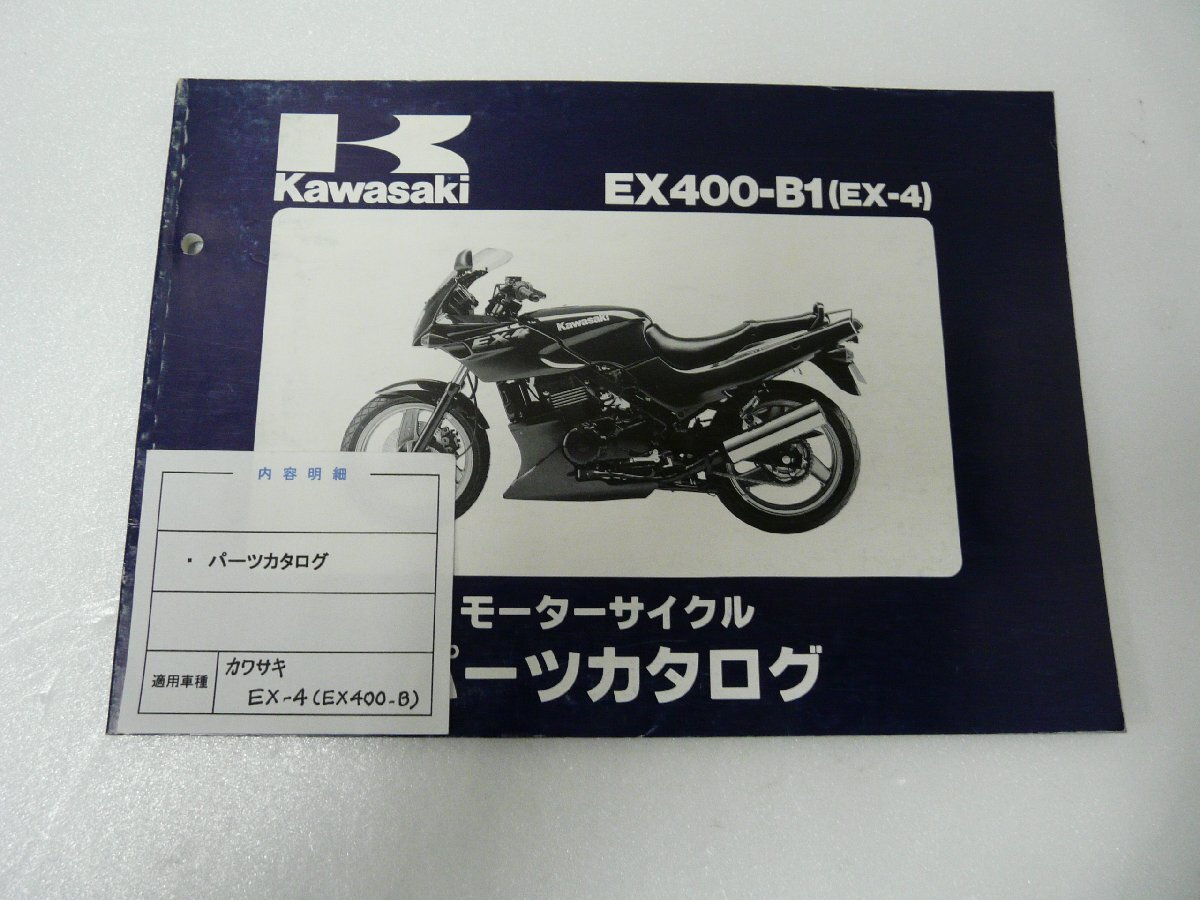 Kawasaki
EX400-B1(EX-4)
Kawasaki
EX-4
内容明細
・ パーツカタログ
適用車種
カワサキ
EX-4(EX400-B)
モーターサイクル
パーツカタログ